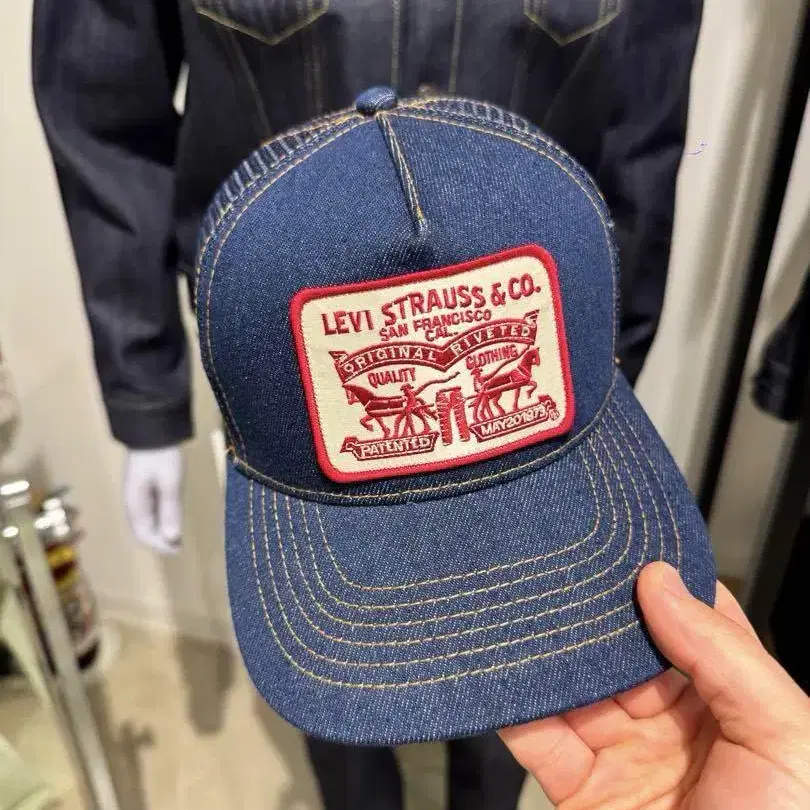 LEVI STRAUSS & CO.
SAN FRANCISCO
CAL.
ORIGINAL RIVETED
QUALITY CLOTHING
PATENTED MAY 20 1873
®